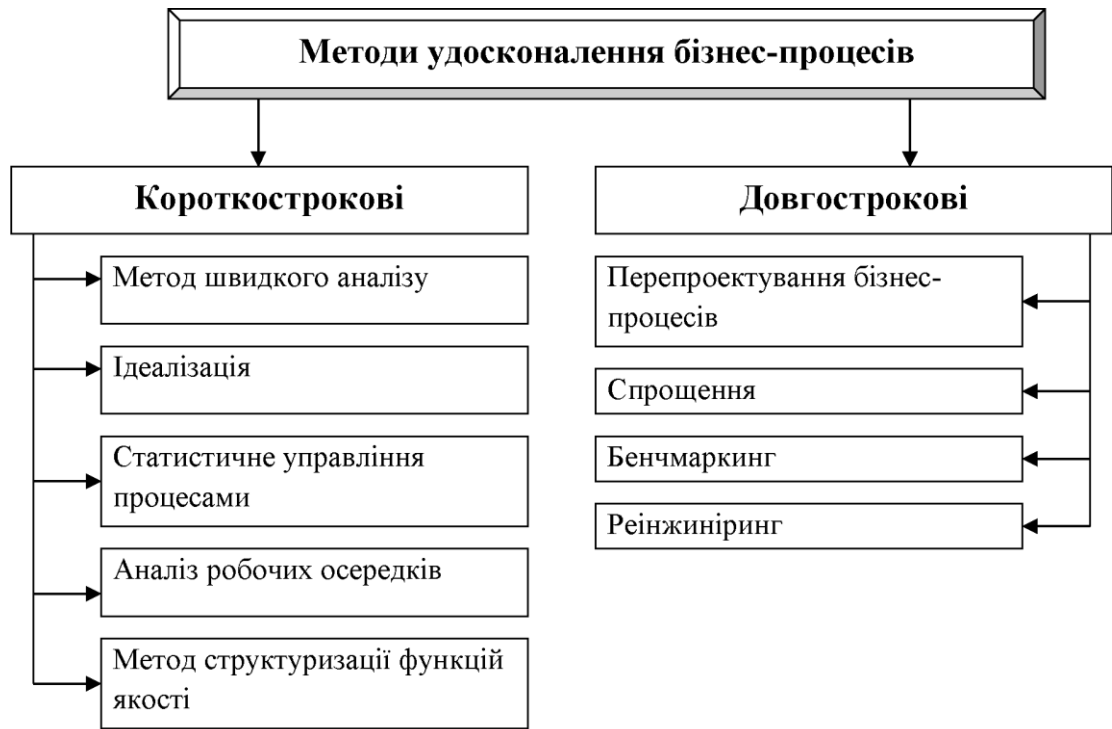 Методи удосконалення бізнес-процесів
Короткострокові
Метод швидкого аналізу
Ідеалізація
Статистичне управління
процесами
Аналіз робочих осередків
Метод структуризації функцій
якості
Довгострокові
Перепроектування бізнес-
процесів
Спрощення
Бенчмаркинг
Реінжиніринг